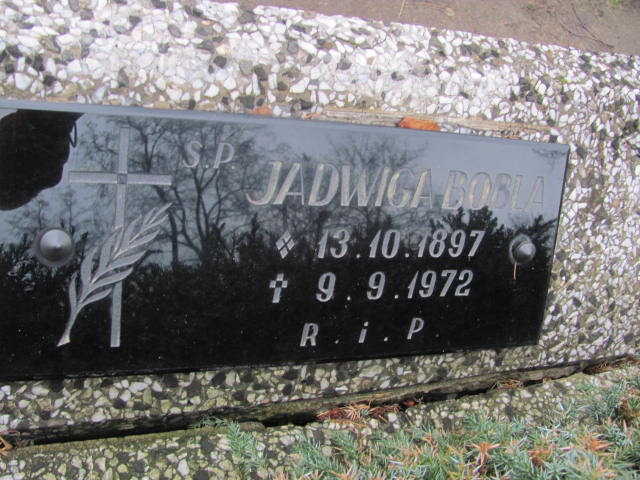 S.P. JADWIGA BOBLA
13.10.1897
9.9.1972
R.i.P.